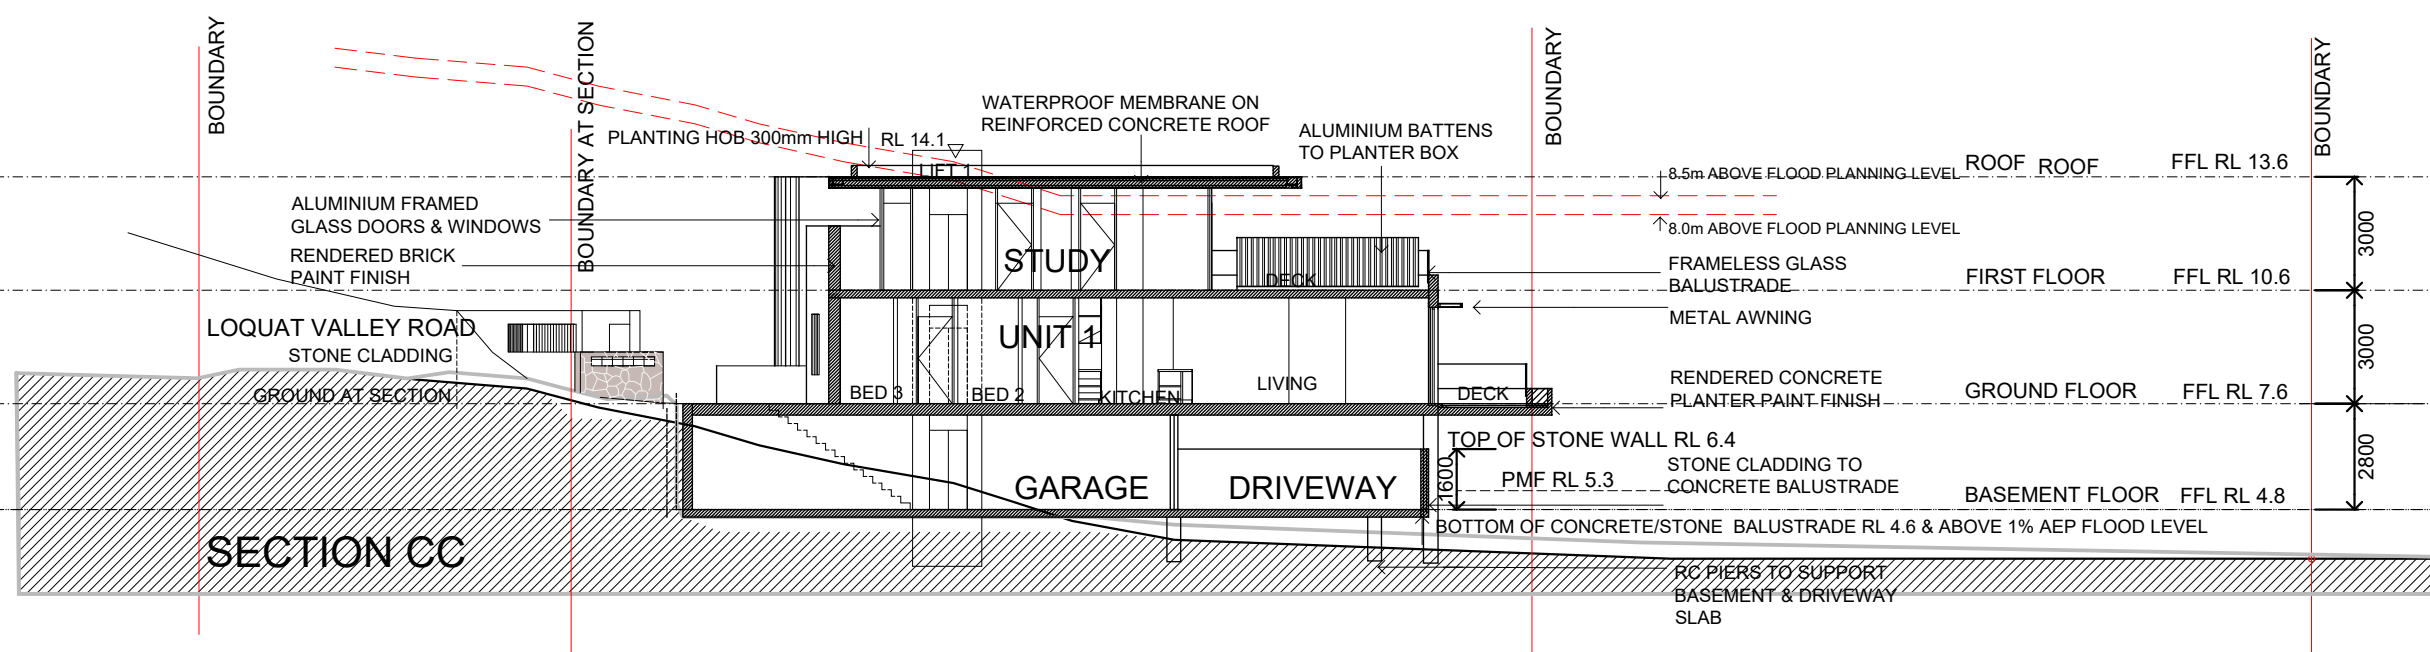 BOUNDARY
BOUNDARY AT SECTION
BOUNDARY
BOUNDARY
WATERPROOF MEMBRANE ON
REINFORCED CONCRETE ROOF
PLANTING HOB 300mm HIGH
RL 14.1
LIFT 1
ALUMINIUM BATTENS
TO PLANTER BOX
8.5m ABOVE FLOOD PLANNING LEVEL
ROOF ROOF FFL RL 13.6
ALUMINIUM FRAMED
GLASS DOORS & WINDOWS
8.0m ABOVE FLOOD PLANNING LEVEL
3000
RENDERED BRICK
PAINT FINISH
STUDY
DECK
FRAMELESS GLASS
BALUSTRADE
FIRST FLOOR FFL RL 10.6
METAL AWNING
LOQUAT VALLEY ROAD
STONE CLADDING
UNIT 1
3000
GROUND AT SECTION
BED 3
BED 2
KITCHEN
LIVING
DECK
RENDERED CONCRETE
PLANTER PAINT FINISH
GROUND FLOOR FFL RL 7.6
TOP OF STONE WALL RL 6.4
2800
STONE CLADDING TO
CONCRETE BALUSTRADE
1600
PMF RL 5.3
GARAGE
DRIVEWAY
BASEMENT FLOOR FFL RL 4.8
BOTTOM OF CONCRETE/STONE BALUSTRADE RL 4.6 & ABOVE 1% AEP FLOOD LEVEL
SECTION CC
RC PIERS TO SUPPORT
BASEMENT & DRIVEWAY
SLAB